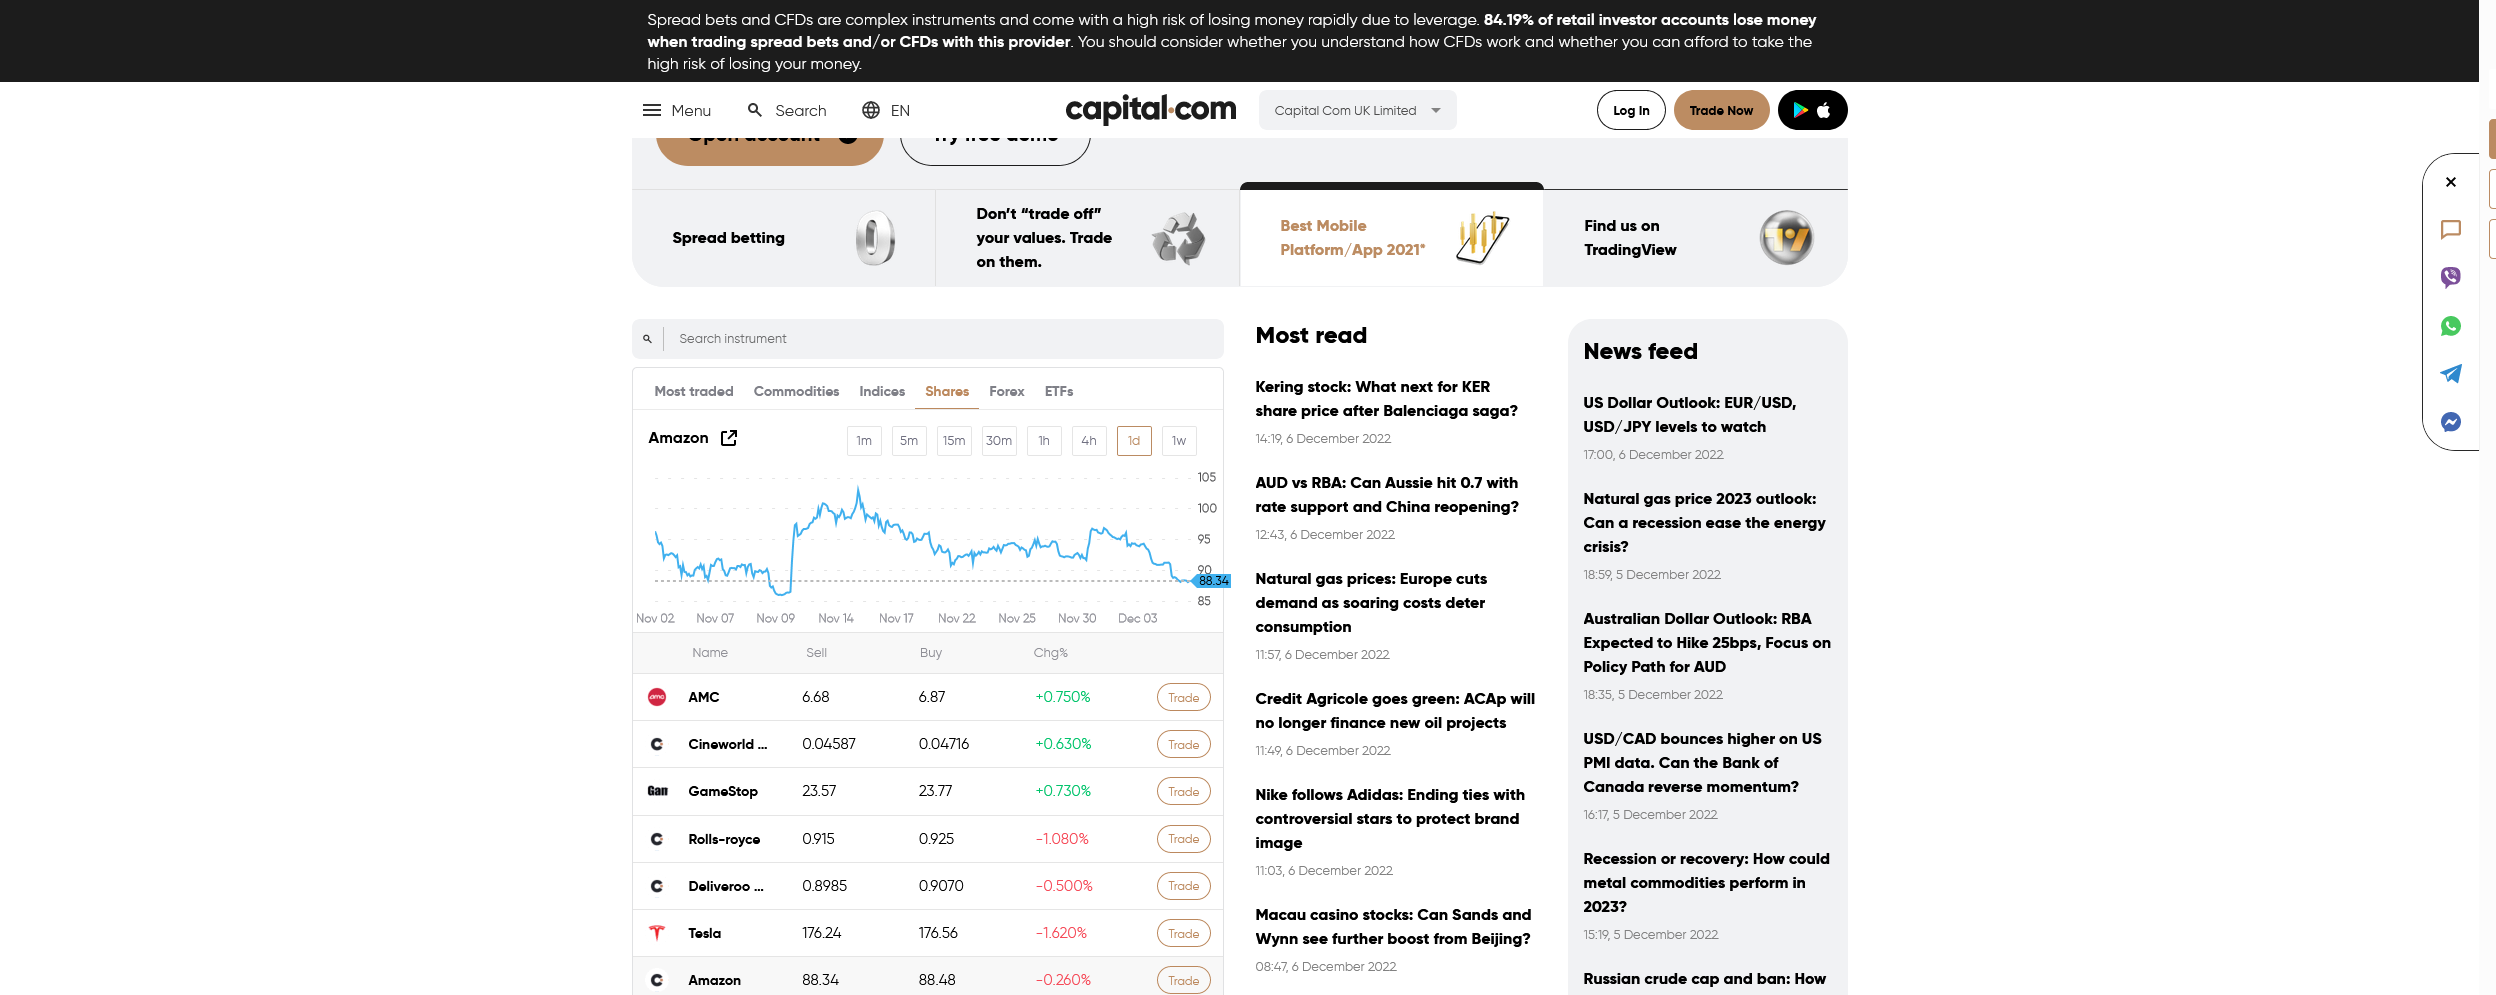 Spread bets and CFDs are complex instruments and come with a high risk of losing money rapidly due to leverage. 84.19% of retail investor accounts lose money
when trading spread bets and/or CFDs with this provider. You should consider whether you understand how CFDs work and whether you can afford to take the
high risk of losing your money.
Menu
Search
EN
capital.com
Capital Com UK Limited
Log In
Trade Now
Open account
Try free demo
Spread betting
Don't “trade off”
your values. Trade
on them.
Best Mobile
Platform/App 2021*
Find us on
TradingView
Search instrument
Most traded
Commodities
Indices
Shares
Forex
ETFs
Amazon
1m
5m
15m
30m
1h
4h
1d
1w
105
100
95
90
88.34
85
Nov 02
Nov 07
Nov 09
Nov 14
Nov 17
Nov 22
Nov 25
Nov 30
Dec 03
Name Sell Buy Chg%
AMC 6.68 6.87 +0.750% Trade
Cineworld ... 0.04587 0.04716 +0.630% Trade
GameStop 23.57 23.77 +0.730% Trade
Rolls-royce 0.915 0.925 -1.080% Trade
Deliveroo ... 0.8985 0.9070 -0.500% Trade
Tesla 176.24 176.56 -1.620% Trade
Amazon 88.34 88.48 -0.260% Trade
Most read
Kering stock: What next for KER
share price after Balenciaga saga?
14:19, 6 December 2022
AUD vs RBA: Can Aussie hit 0.7 with
rate support and China reopening?
12:43, 6 December 2022
Natural gas prices: Europe cuts
demand as soaring costs deter
consumption
11:57, 6 December 2022
Credit Agricole goes green: ACAp will
no longer finance new oil projects
11:49, 6 December 2022
Nike follows Adidas: Ending ties with
controversial stars to protect brand
image
11:03, 6 December 2022
Macau casino stocks: Can Sands and
Wynn see further boost from Beijing?
08:47, 6 December 2022
News feed
US Dollar Outlook: EUR/USD,
USD/JPY levels to watch
17:00, 6 December 2022
Natural gas price 2023 outlook:
Can a recession ease the energy
crisis?
18:59, 5 December 2022
Australian Dollar Outlook: RBA
Expected to Hike 25bps, Focus on
Policy Path for AUD
18:35, 5 December 2022
USD/CAD bounces higher on US
PMI data. Can the Bank of
Canada reverse momentum?
16:17, 5 December 2022
Recession or recovery: How could
metal commodities perform in
2023?
15:19, 5 December 2022
Russian crude cap and ban: How